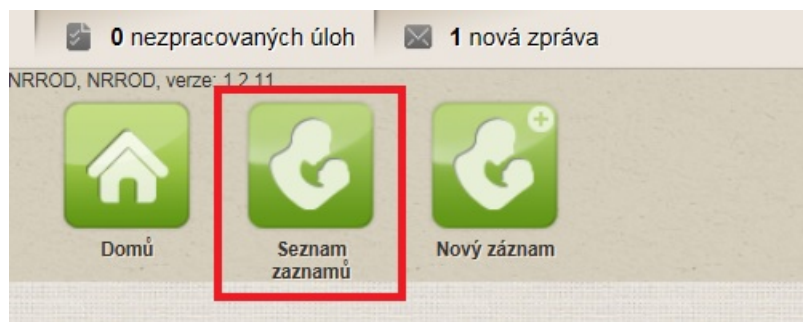 0 nezpracovaných úloh
1 nová zpráva
NRROD, NRROD, verze: 1.2.11
Domů
Seznam
zaznamů
Nový záznam